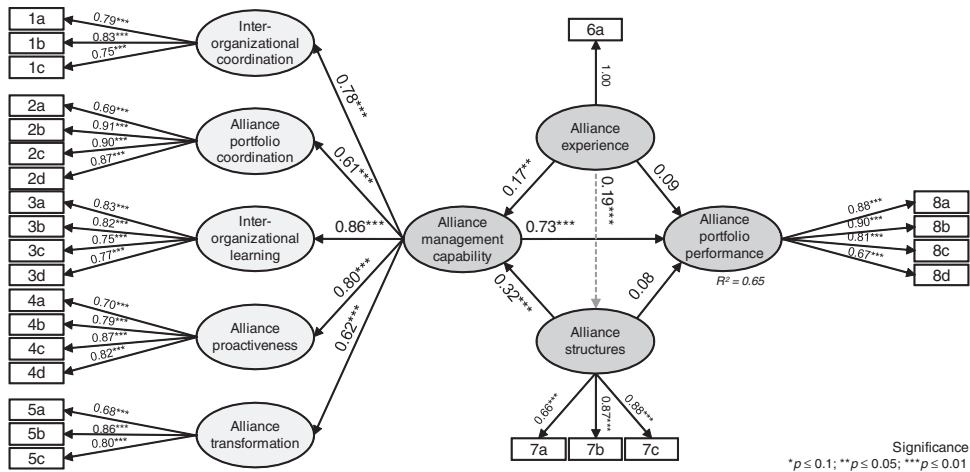 1a
1b
1c
0.79***
0.83***
0.75***
Inter-
organizational
coordination
2a
2b
2c
2d
0.69***
0.91***
0.90***
0.87***
Alliance
portfolio
coordination
3a
3b
3c
3d
0.83***
0.82***
0.75***
0.77***
Inter-
organizational
learning
4a
4b
4c
4d
0.70***
0.79***
0.87***
0.82***
Alliance
proactiveness
5a
5b
5c
0.68***
0.86***
0.80***
Alliance
transformation
0.78***
0.61***
0.86***
0.80***
0.62***
Alliance
management
capability
6a
1.00
Alliance
experience
0.17**
0.19***
0.09
0.73***
0.32***
0.08
Alliance
structures
0.66***
0.87***
0.88***
7a
7b
7c
Alliance
portfolio
performance
R² = 0.65
0.88***
0.90***
0.81***
0.67***
8a
8b
8c
8d
Significance
*p ≤ 0.1; **p ≤ 0.05; ***p ≤ 0.01